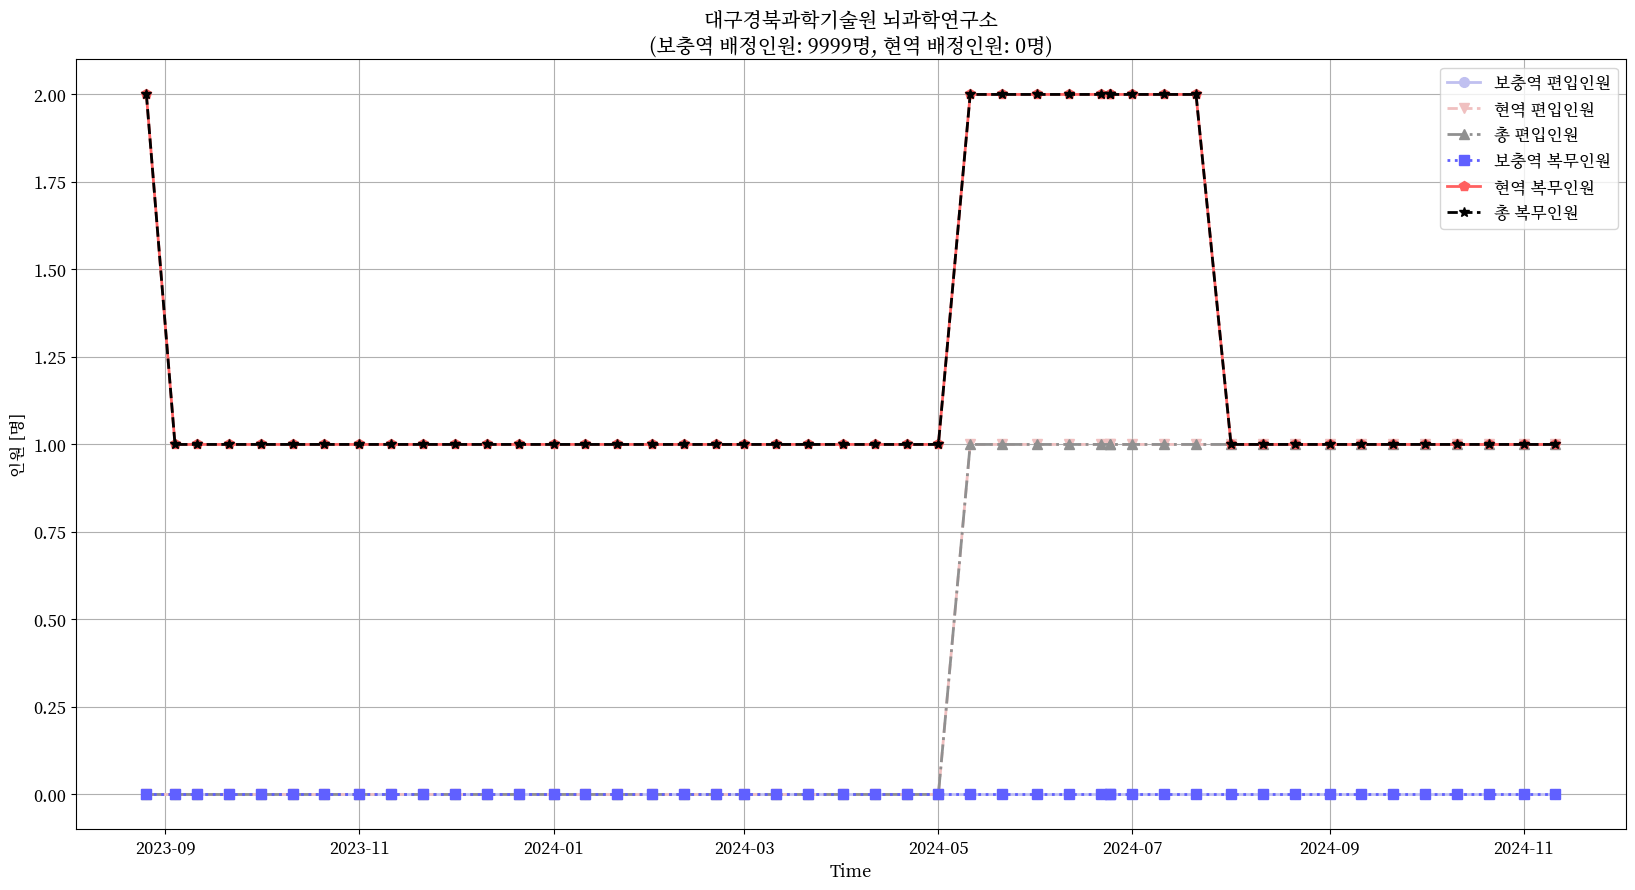 대구경북과학기술원 뇌과학연구소
(보충역 배정인원: 9999명, 현역 배정인원: 0명)
보충역 편입인원
현역 편입인원
총 편입인원
보충역 복무인원
현역 복무인원
총 복무인원
인원 [명]
2.00
1.75
1.50
1.25
1.00
0.75
0.50
0.25
0.00
2023-09 2023-11 2024-01 2024-03 2024-05 2024-07 2024-09 2024-11
Time